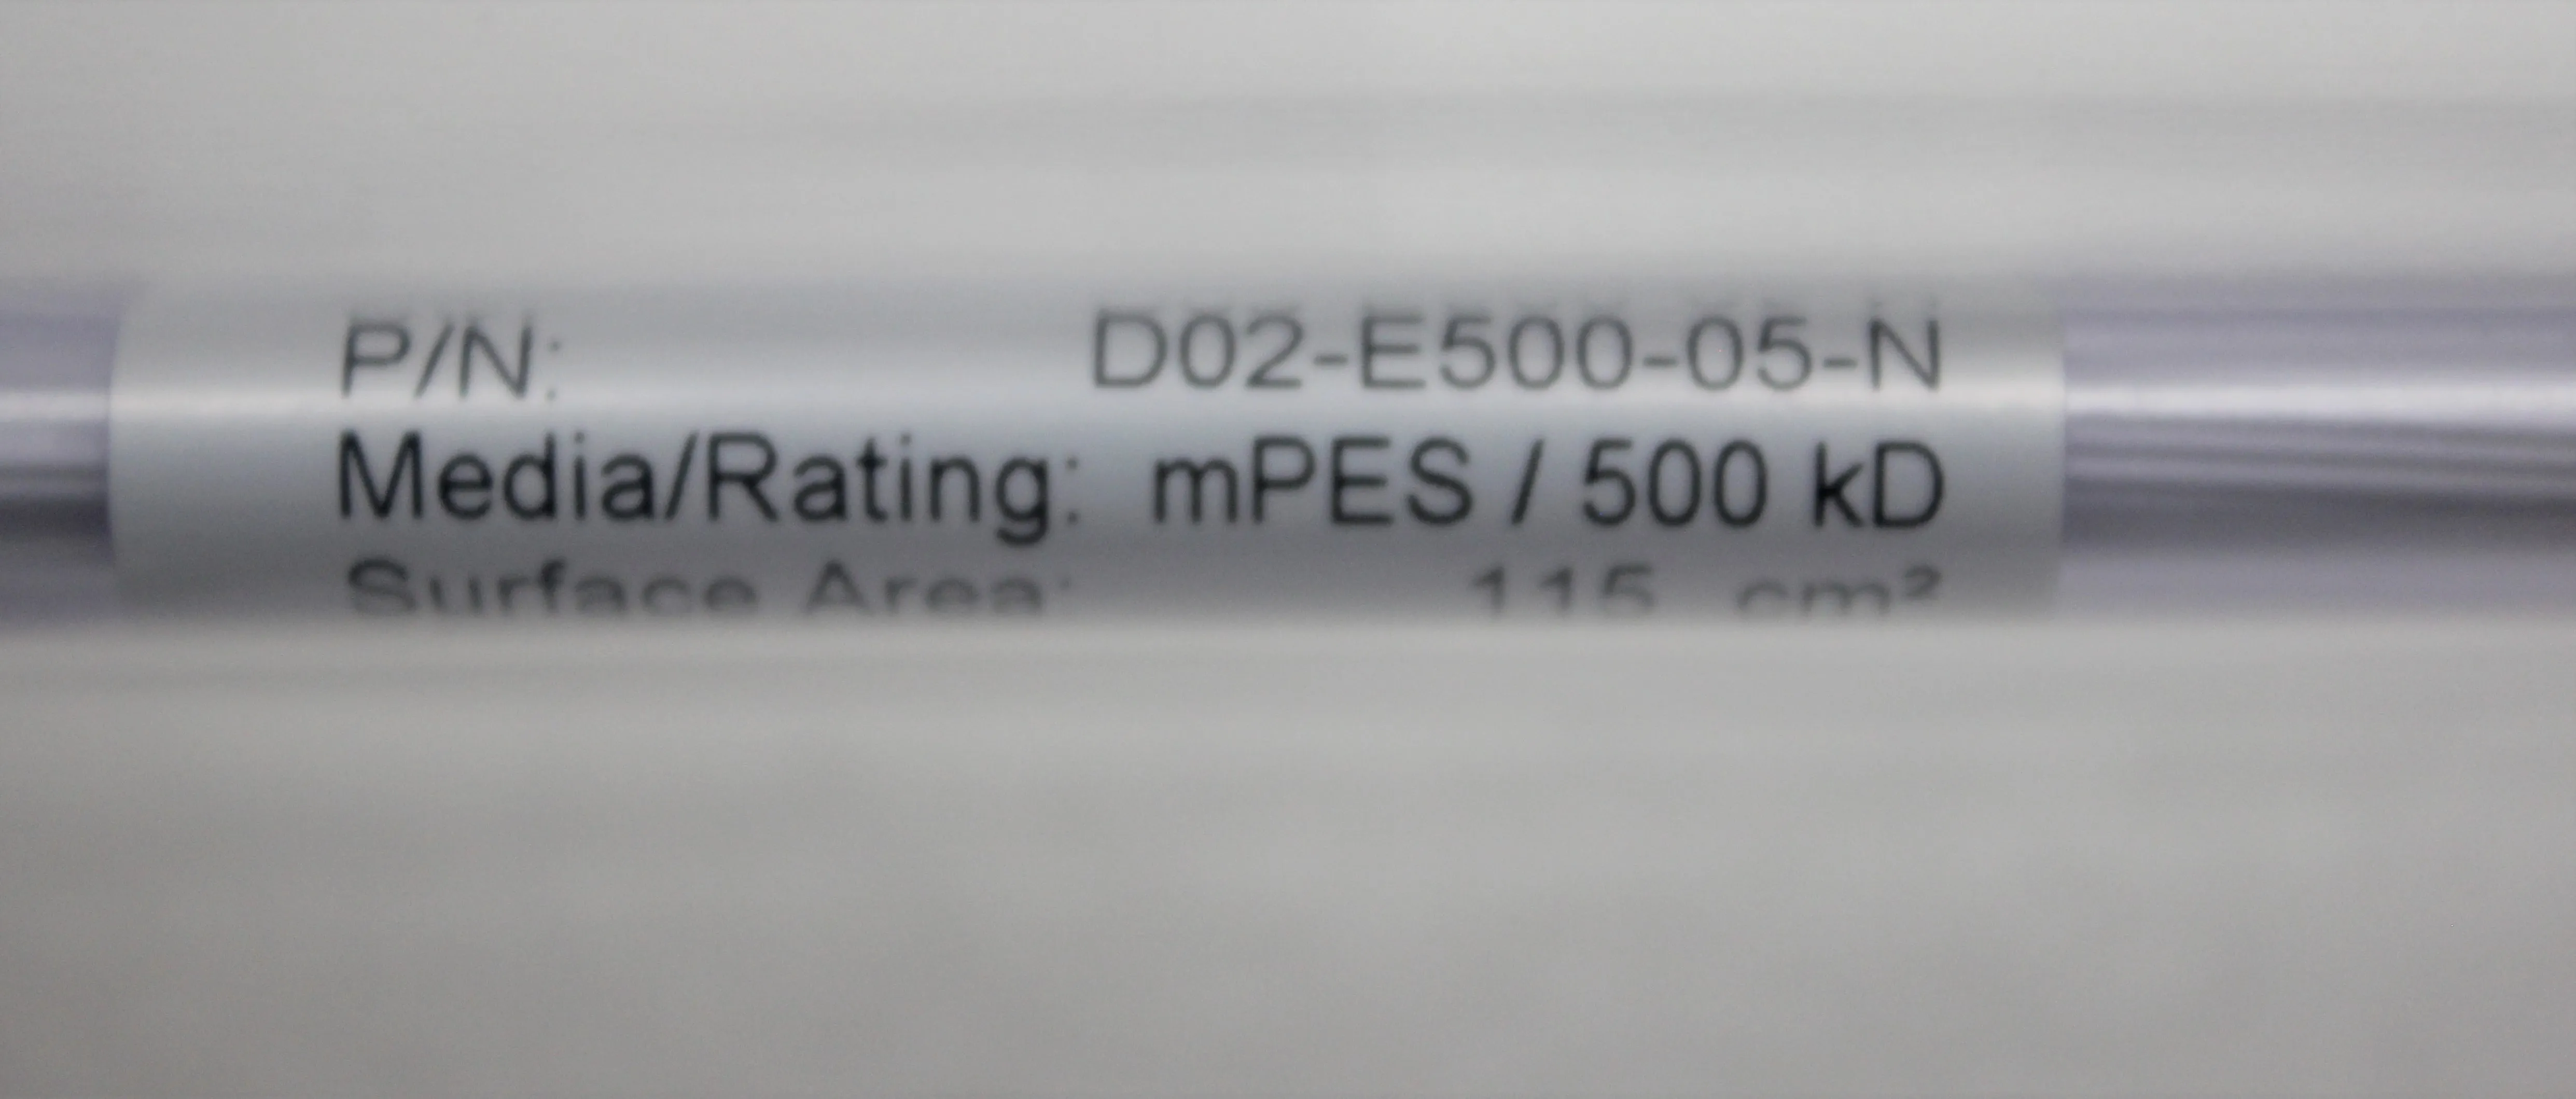 P/N: D02-E500-05-N
Media/Rating: mPES / 500 kD
Surface Area: 115 cm²